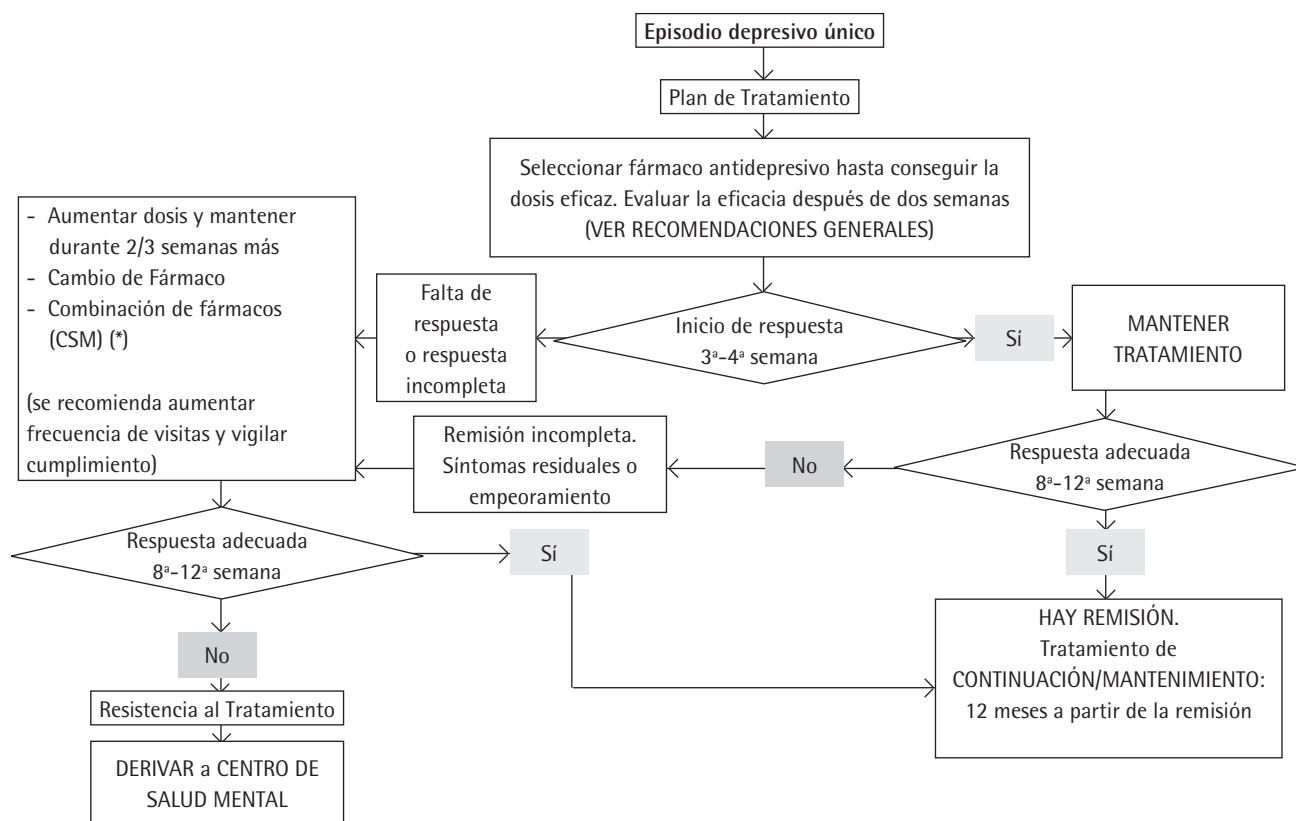 Episodio depresivo único
Plan de Tratamiento
Seleccionar fármaco antidepresivo hasta conseguir la
dosis eficaz. Evaluar la eficacia después de dos semanas
(VER RECOMENDACIONES GENERALES)
- Aumentar dosis y mantener
durante 2/3 semanas más
- Cambio de Fármaco
- Combinación de fármacos
(CSM) (*)
(se recomienda aumentar
frecuencia de visitas y vigilar
cumplimiento)
Falta de
respuesta
o respuesta
incompleta
Inicio de respuesta
3ª-4ª semana
Sí
MANTENER
TRATAMIENTO
Remisión incompleta.
Síntomas residuales o
empeoramiento
No
Respuesta adecuada
8ª-12ª semana
Respuesta adecuada
8ª-12ª semana
Sí
Sí
No
HAY REMISIÓN.
Tratamiento de
CONTINUACIÓN/MANTENIMIENTO:
12 meses a partir de la remisión
Resistencia al Tratamiento
DERIVAR a CENTRO DE
SALUD MENTAL